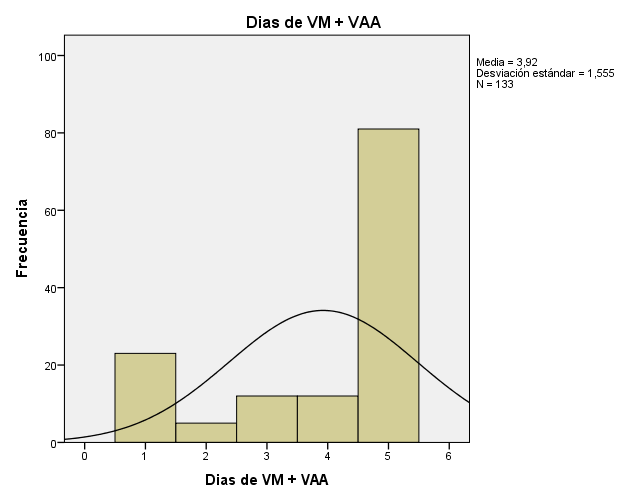 Dias de VM + VAA
Media = 3,92
Desviación estándar = 1,555
N = 133
Frecuencia
100
80
60
40
20
0
0 1 2 3 4 5 6
Dias de VM + VAA